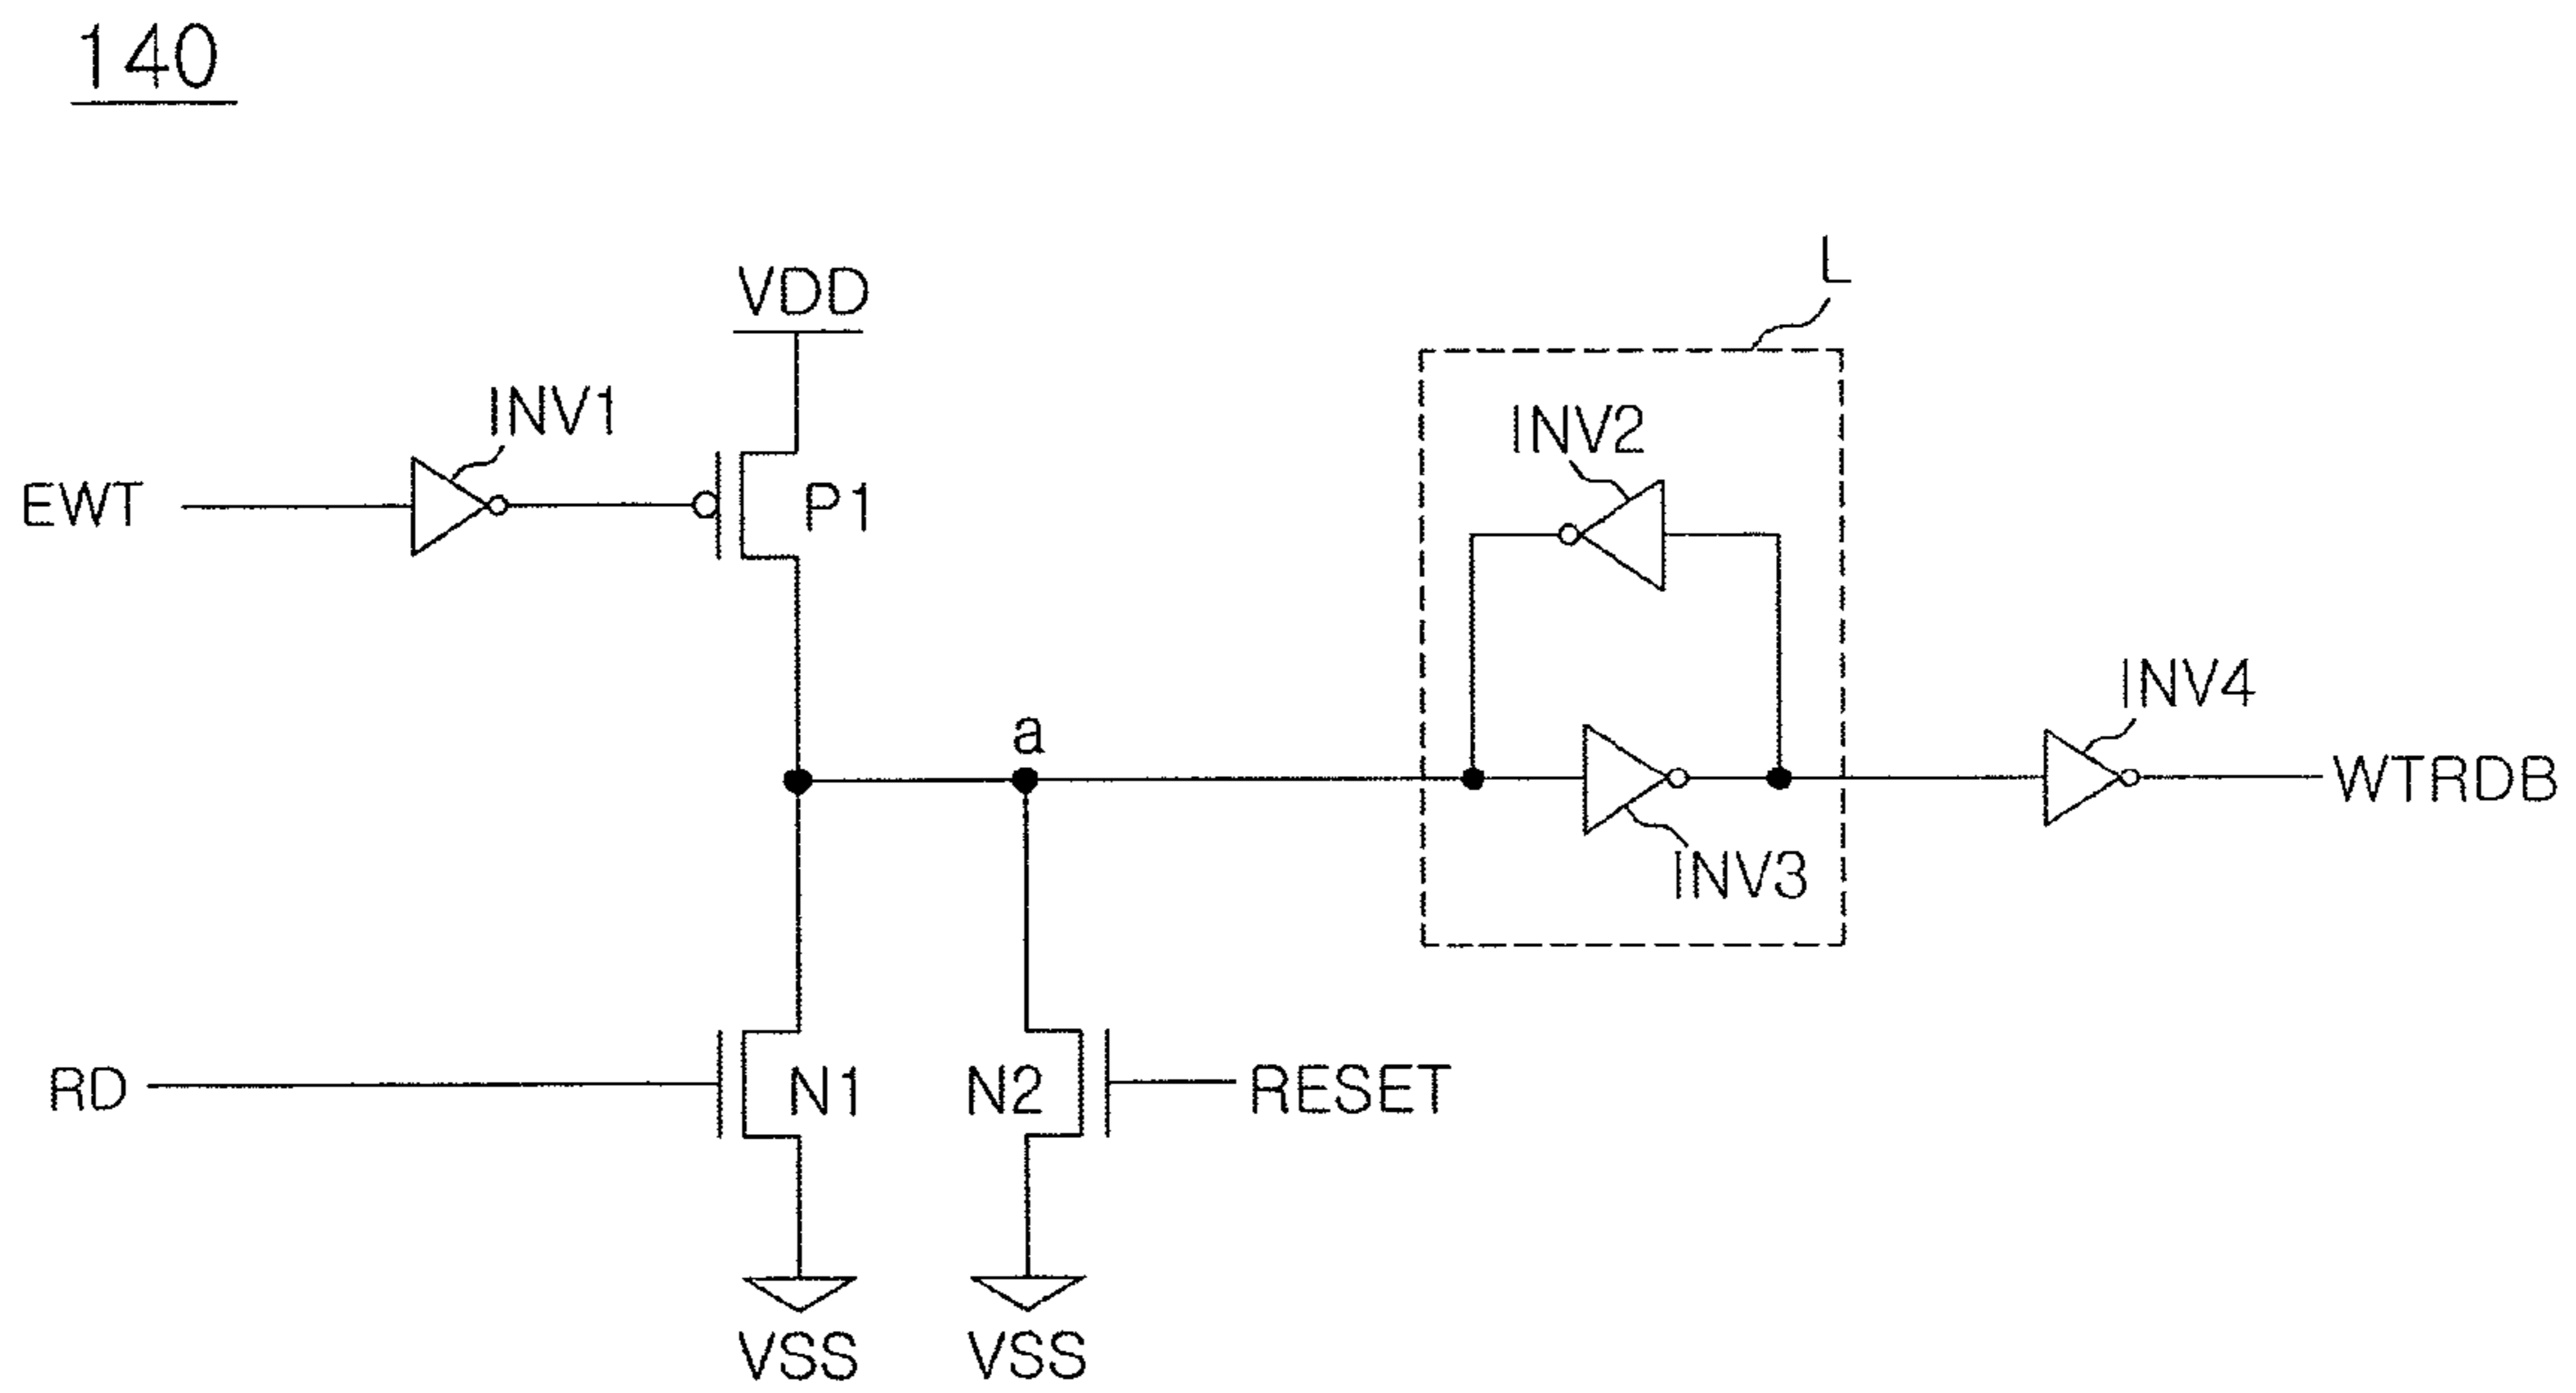 140
L
VDD
INV1
INV2
EWT
P1
INV4
a
WTRDB
INV3
RD
N1
N2
RESET
VSS
VSS